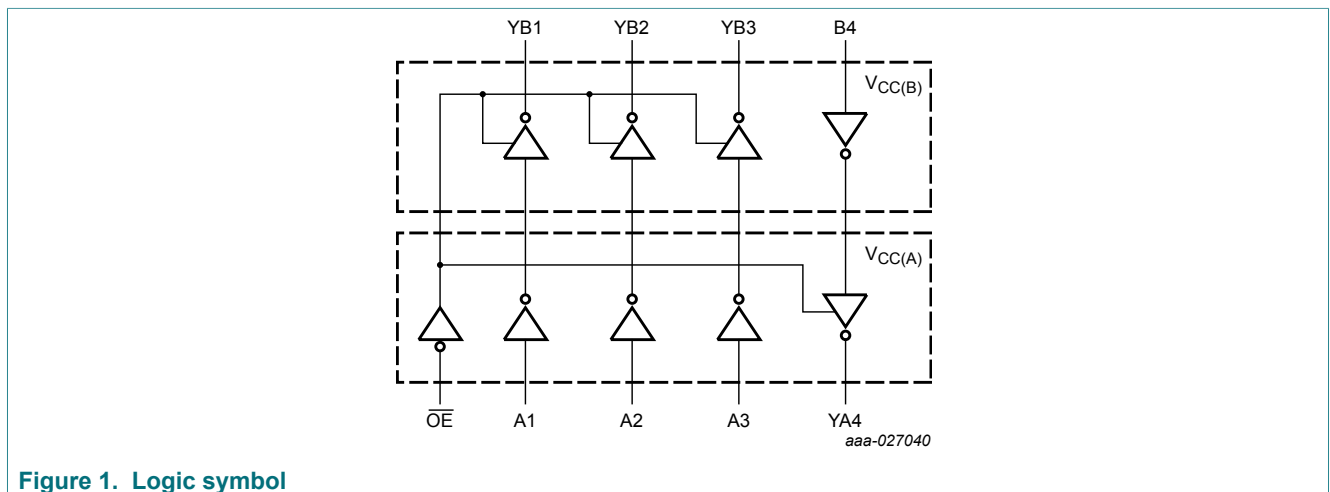 YB1 YB2 YB3 B4
VCC(B)
VCC(A)
OE A1 A2 A3 YA4
aaa-027040
Figure 1. Logic symbol